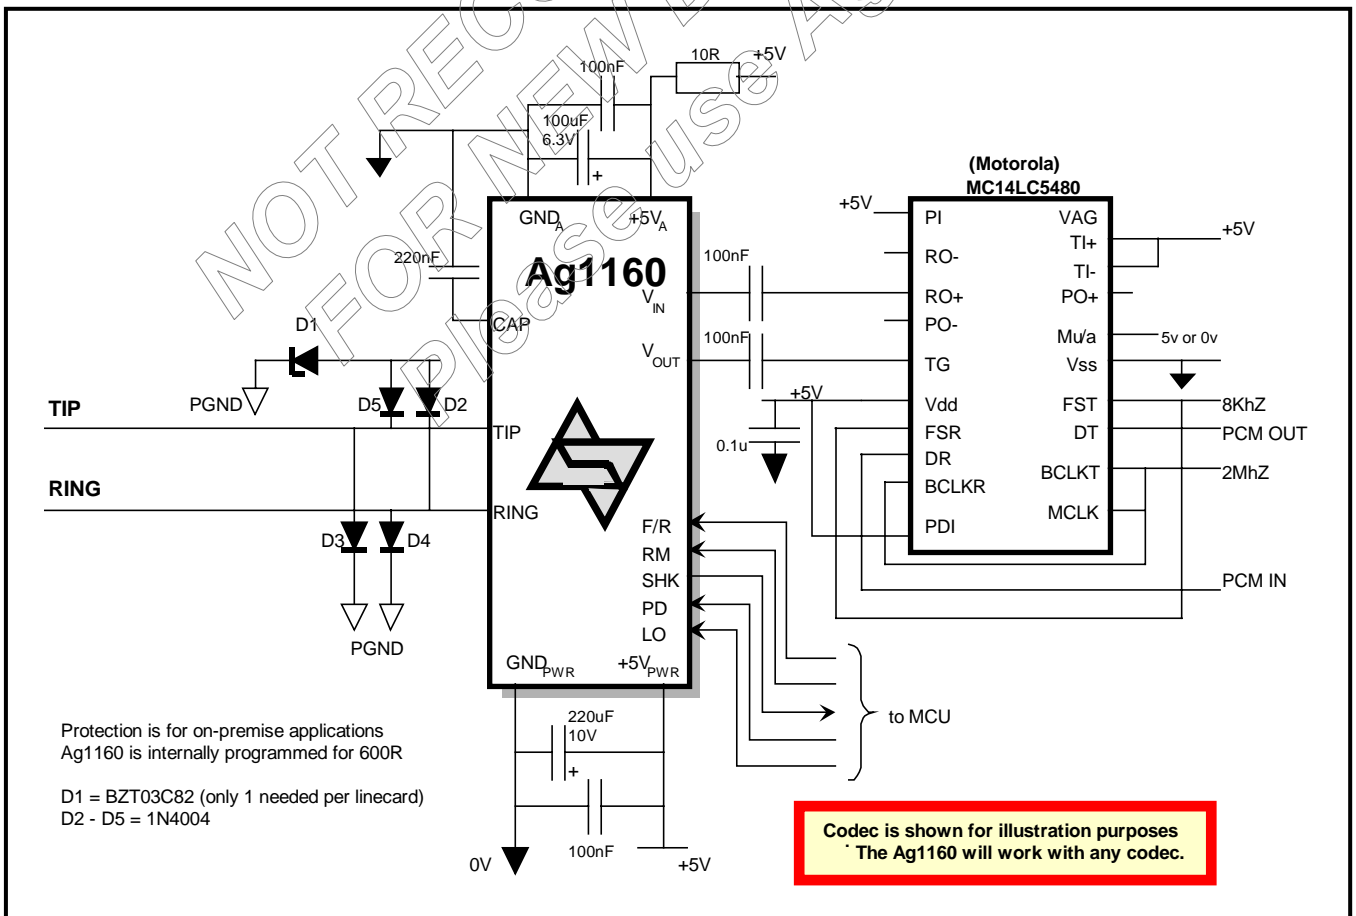 NOT RECO
FOR NEW D
Please use Ag
100nF
10R
+5V
100uF
6.3V
+
(Motorola)
MC14LC5480
GNDA
+5VA
220nF
Ag1160
CAP
VIN
VOUT
100nF
100nF
+5V
PI
VAG
TI+
+5V
RO-
TI-
RO+
PO+
PO-
Mu/a
5v or 0v
TG
Vss
+5V
Vdd
FST
8KhZ
0.1u
FSR
DT
PCM OUT
DR
BCLKR
BCLKT
2MhZ
MCLK
PDI
PCM IN
D1
PGND
D5
D2
TIP
TIP
RING
RING
D3
D4
PGND
F/R
RM
SHK
PD
LO
GNDPWR
+5VPWR
to MCU
220uF
10V
+
100nF
0V
+5V
Protection is for on-premise applications
Ag1160 is internally programmed for 600R
D1 = BZT03C82 (only 1 needed per linecard)
D2 - D5 = 1N4004
Codec is shown for illustration purposes
The Ag1160 will work with any codec.